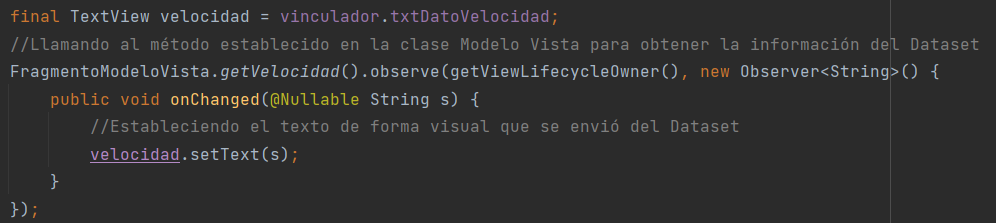 final TextView velocidad = vinculador.txtDatoVelocidad;
//Llamando al método establecido en la clase Modelo Vista para obtener la información del Dataset
FragmentoModeloVista.getVelocidad().observe(getViewLifecycleOwner(), new Observer<String>() {
    public void onChanged(@Nullable String s) {
        //Estableciendo el texto de forma visual que se envió del Dataset
        velocidad.setText(s);
    }
});